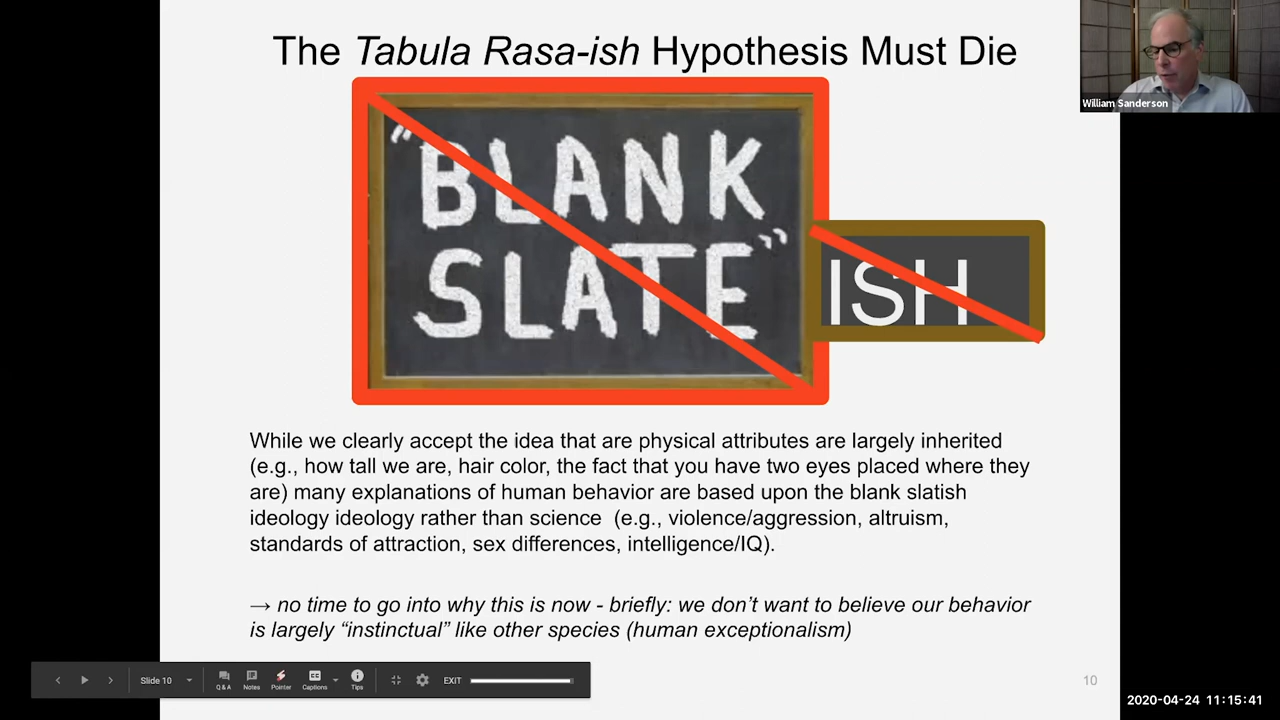 The Tabula Rasa-ish Hypothesis Must Die
William Sanderson
"BLANK
SLATE"
ISH
While we clearly accept the idea that are physical attributes are largely inherited
(e.g., how tall we are, hair color, the fact that you have two eyes placed where they
are) many explanations of human behavior are based upon the blank slatish
ideology ideology rather than science  (e.g., violence/aggression, altruism,
standards of attraction, sex differences, intelligence/IQ).
→ no time to go into why this is now - briefly: we don’t want to believe our behavior
is largely “instinctual” like other species (human exceptionalism)
Slide 10
Q & A
Notes
Pointer
CC
Captions
Tips
EXIT
10
2020-04-24 11:15:41